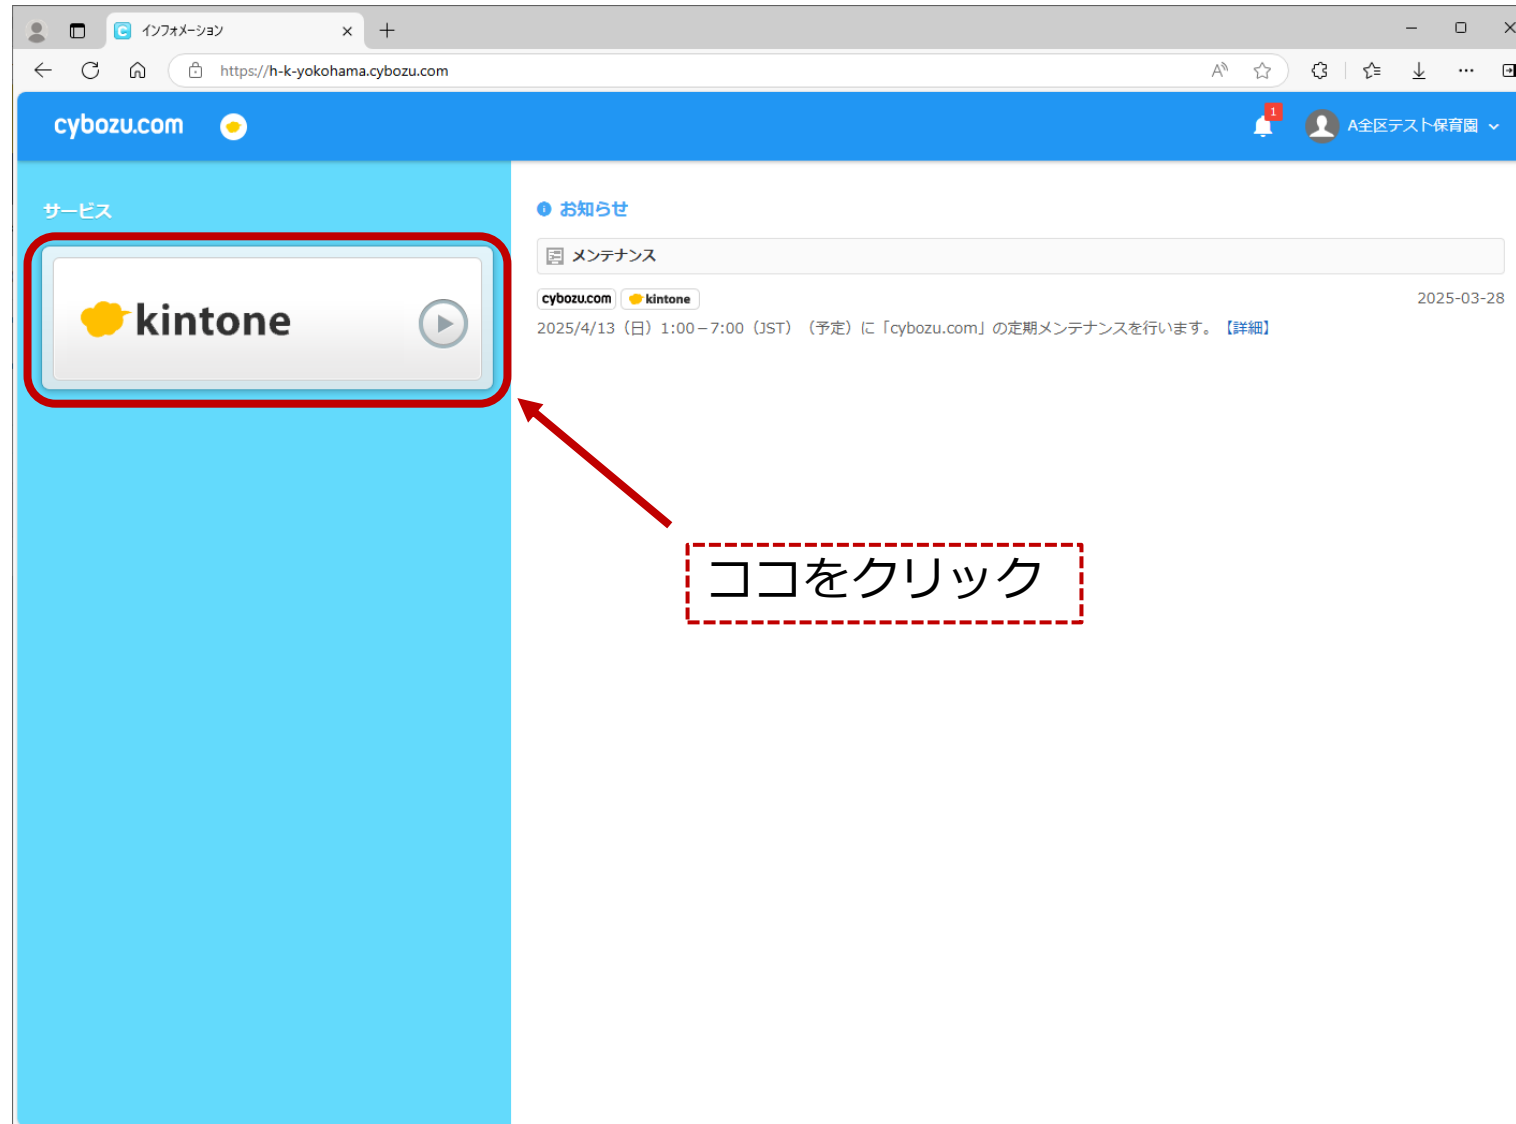 インフォメーション
https://h-k-yokohama.cybozu.com
cybozu.com
1
A全区テスト保育園
サービス
お知らせ
メンテナンス
kintone
cybozu.com kintone 2025-03-28
2025/4/13（日）1:00－7:00（JST）（予定）に「cybozu.com」の定期メンテナンスを行います。【詳細】
ココをクリック